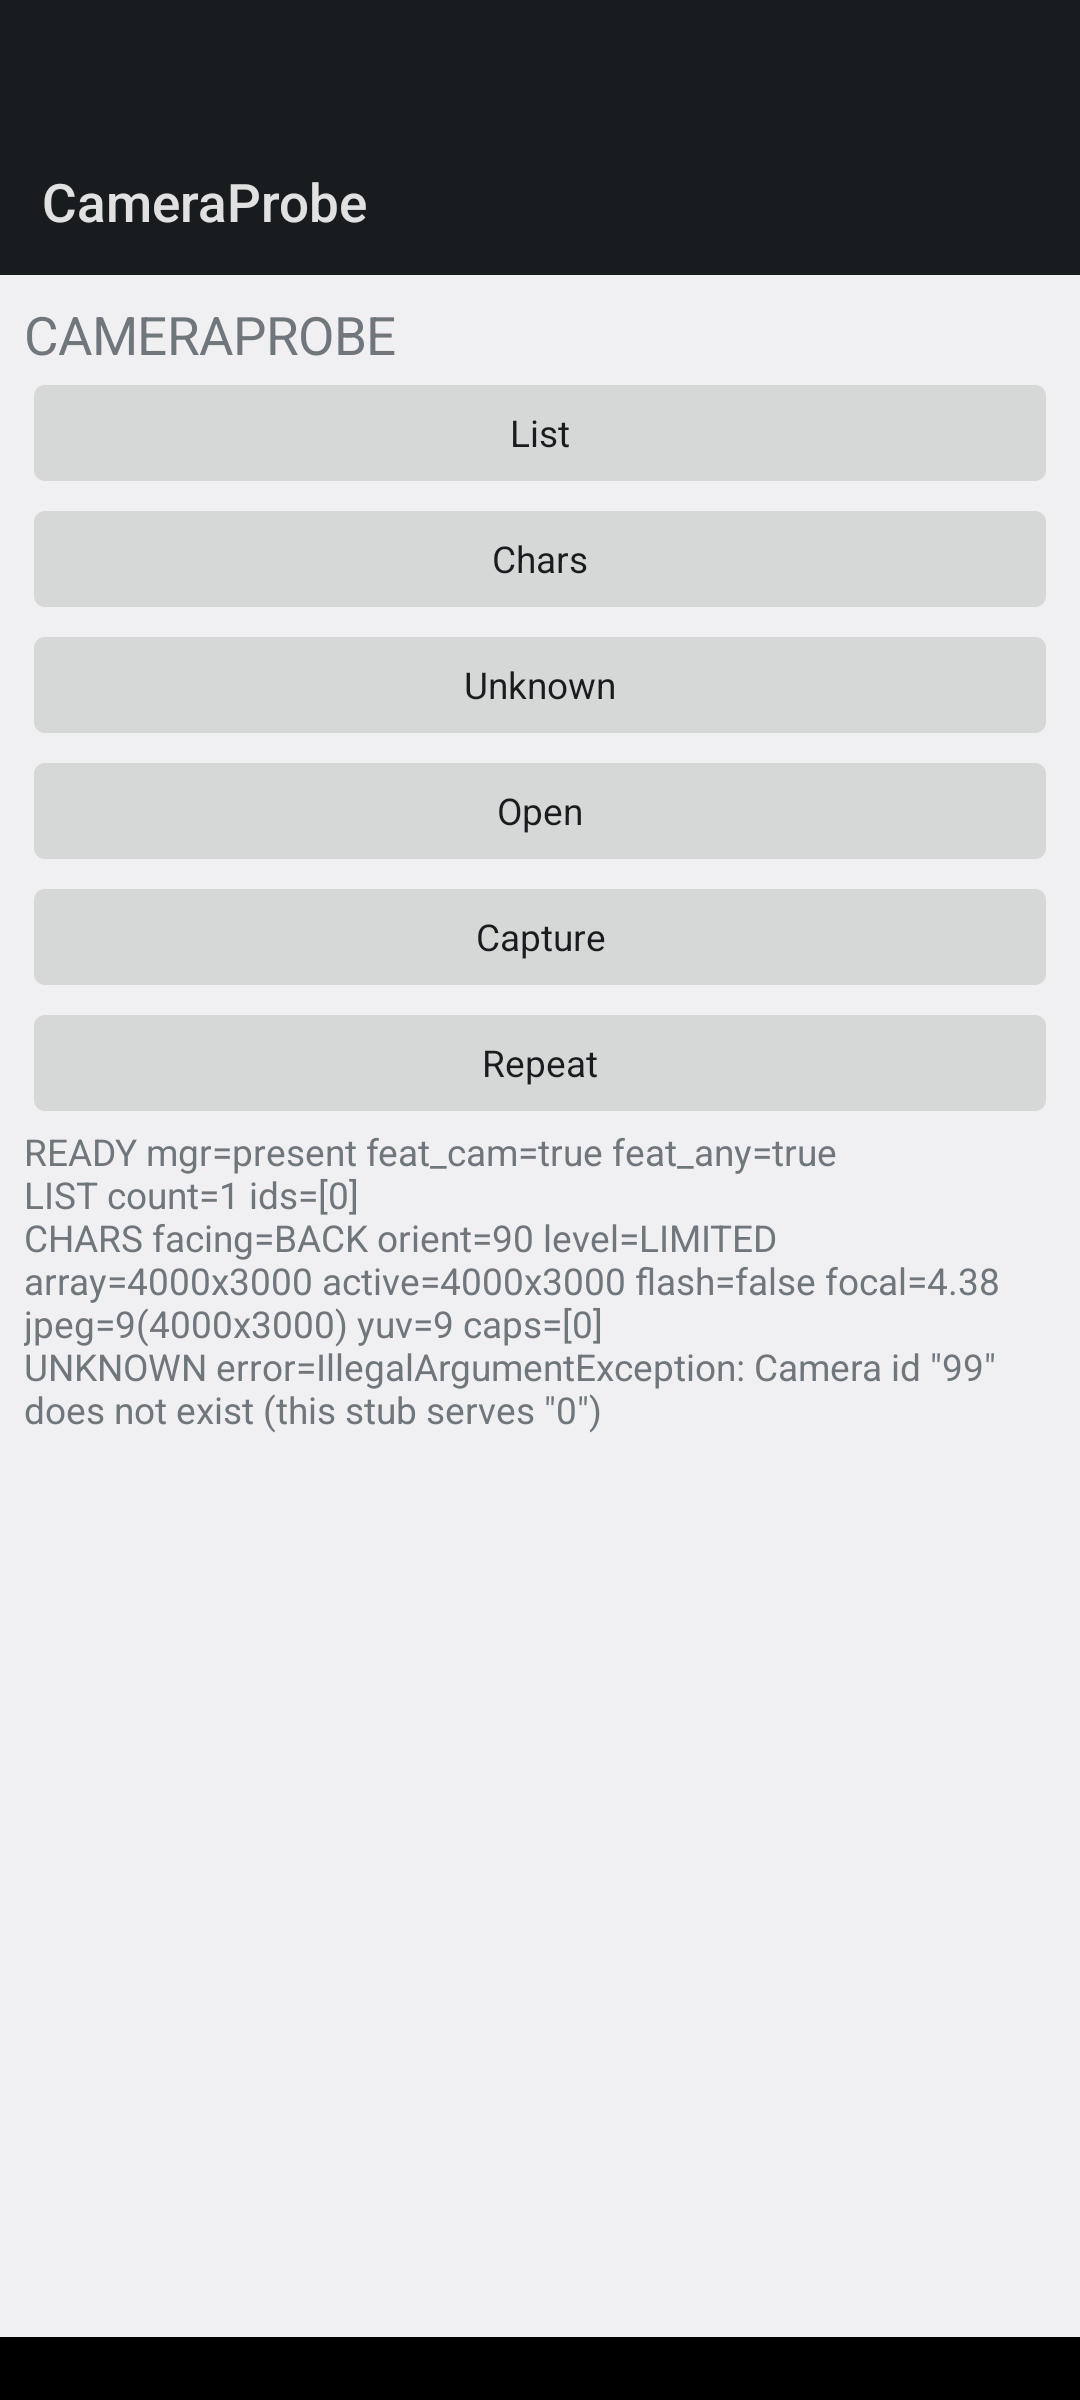 CameraProbe
CAMERAPROBE
List
Chars
Unknown
Open
Capture
Repeat
READY mgr=present feat_cam=true feat_any=true
LIST count=1 ids=[0]
CHARS facing=BACK orient=90 level=LIMITED
array=4000x3000 active=4000x3000 flash=false focal=4.38
jpeg=9(4000x3000) yuv=9 caps=[0]
UNKNOWN error=IllegalArgumentException: Camera id "99"
does not exist (this stub serves "0")